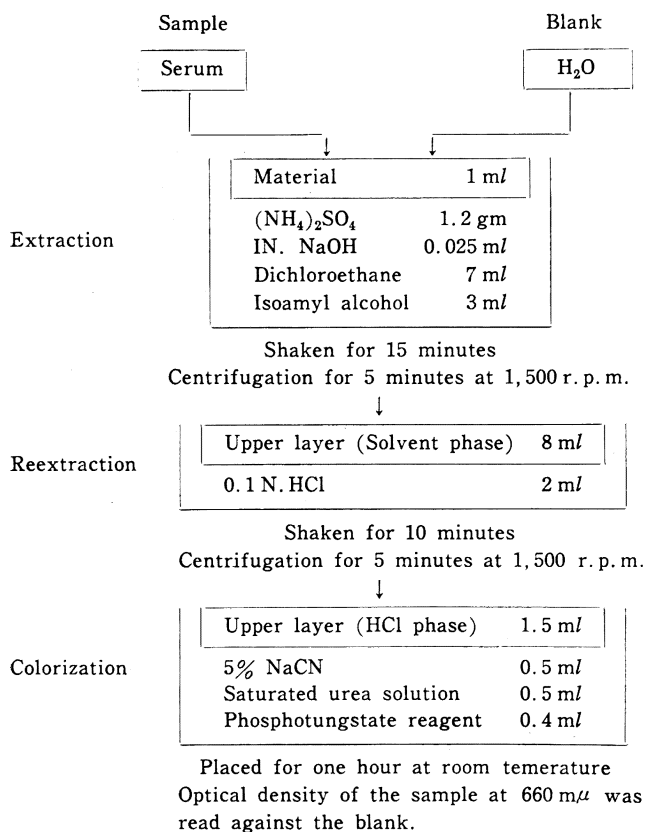 Sample Blank
Serum H₂O
Material 1 ml
(NH₄)₂SO₄ 1.2 gm
Extraction IN. NaOH 0.025 ml
Dichloroethane 7 ml
Isoamyl alcohol 3 ml
Shaken for 15 minutes
Centrifugation for 5 minutes at 1,500 r.p.m.
Upper layer (Solvent phase) 8 ml
Reextraction
0.1 N. HCl 2 ml
Shaken for 10 minutes
Centrifugation for 5 minutes at 1,500 r.p.m.
Upper layer (HCl phase) 1.5 ml
Colorization 5% NaCN 0.5 ml
Saturated urea solution 0.5 ml
Phosphotungstate reagent 0.4 ml
Placed for one hour at room temerature
Optical density of the sample at 660 mμ was
read against the blank.